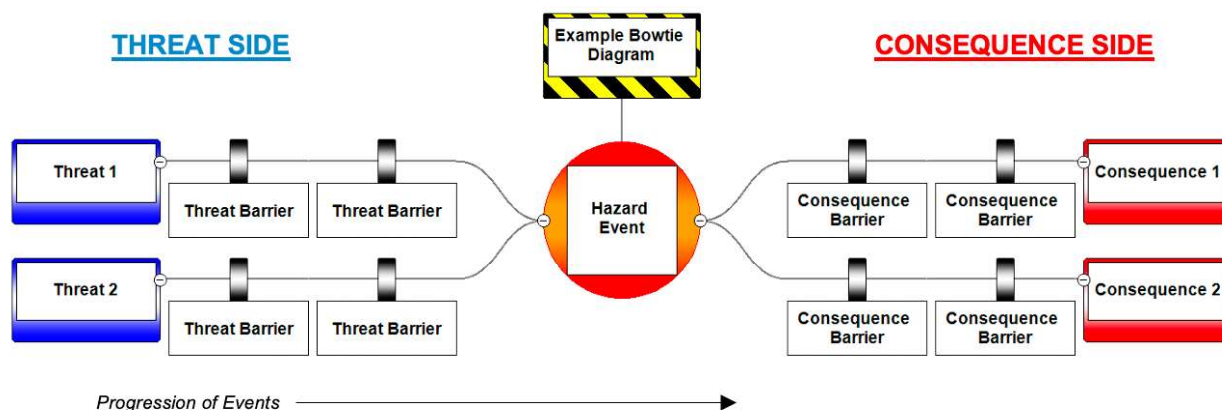 THREAT SIDE
Example Bowtie
Diagram
CONSEQUENCE SIDE
Threat 1
Threat Barrier
Threat Barrier
Hazard
Event
Consequence
Barrier
Consequence
Barrier
Consequence 1
Threat 2
Threat Barrier
Threat Barrier
Consequence
Barrier
Consequence
Barrier
Consequence 2
Progression of Events